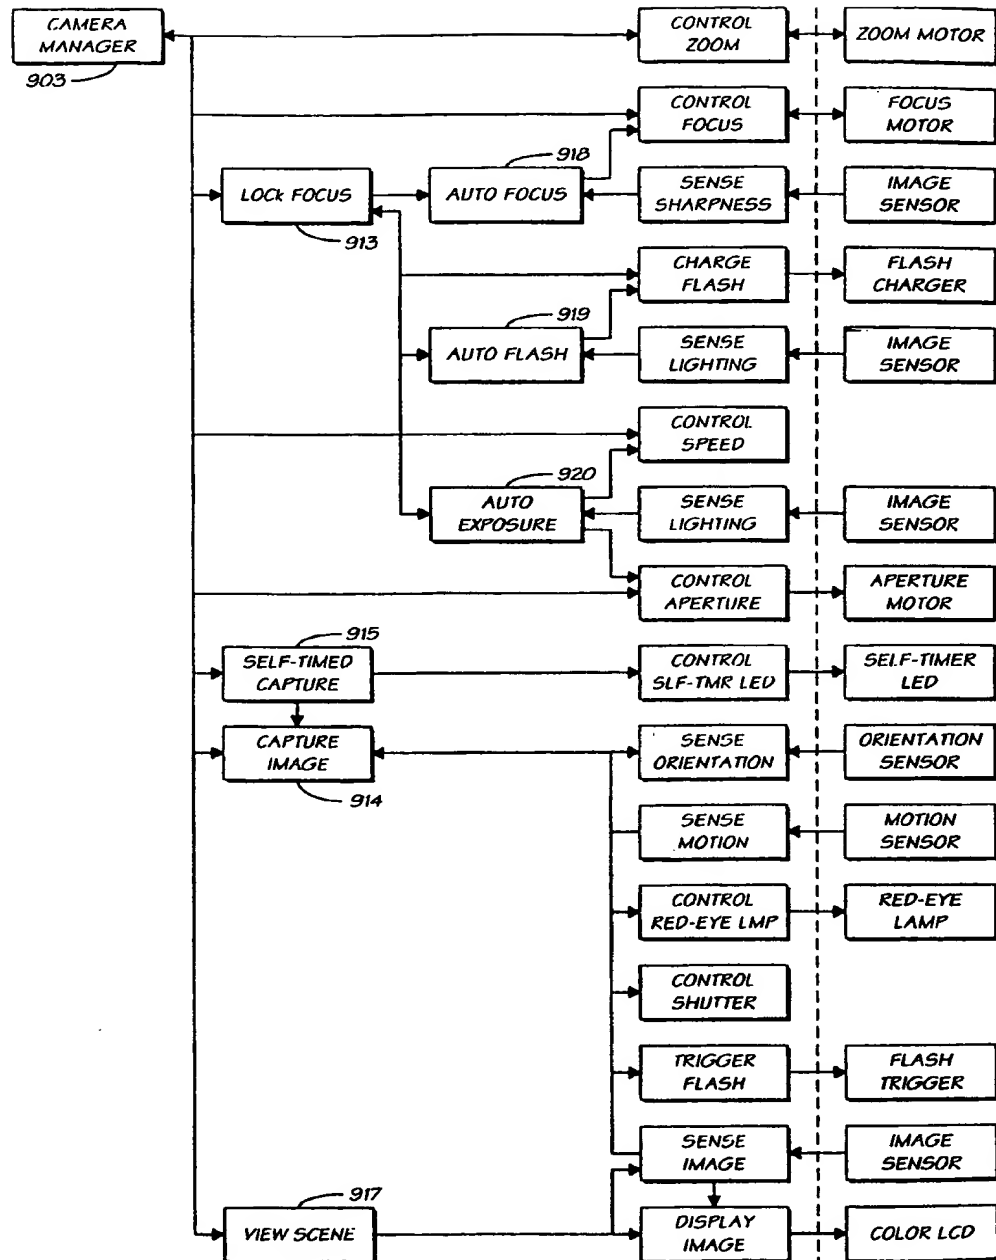 CAMERA
MANAGER
903
CONTROL
ZOOM
ZOOM MOTOR
CONTROL
FOCUS
FOCUS
MOTOR
LOCK FOCUS
913
918
AUTO FOCUS
SENSE
SHARPNESS
IMAGE
SENSOR
CHARGE
FLASH
FLASH
CHARGER
919
AUTO FLASH
SENSE
LIGHTING
IMAGE
SENSOR
CONTROL
SPEED
920
AUTO
EXPOSURE
SENSE
LIGHTING
IMAGE
SENSOR
CONTROL
APERTURE
APERTURE
MOTOR
915
SELF-TIMED
CAPTURE
CONTROL
SLF-TMR LED
SELF-TIMER
LED
CAPTURE
IMAGE
914
SENSE
ORIENTATION
ORIENTATION
SENSOR
SENSE
MOTION
MOTION
SENSOR
CONTROL
RED-EYE LMP
RED-EYE
LAMP
CONTROL
SHUTTER
TRIGGER
FLASH
FLASH
TRIGGER
SENSE
IMAGE
IMAGE
SENSOR
917
VIEW SCENE
DISPLAY
IMAGE
COLOR LCD